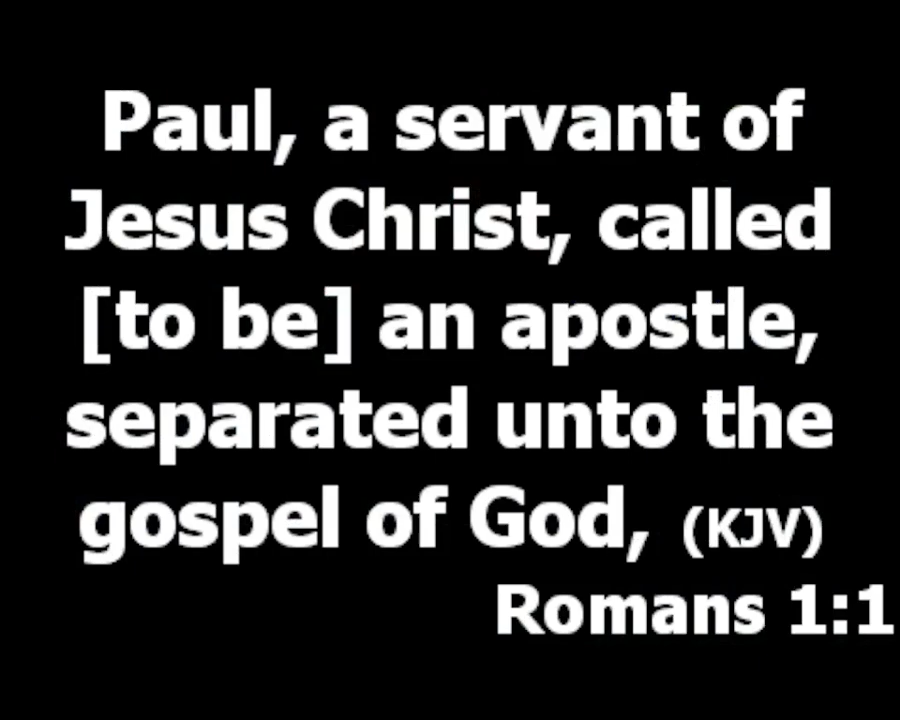 Paul, a servant of
Jesus Christ, called
[to be] an apostle,
separated unto the
gospel of God, (KJV)
Romans 1:1